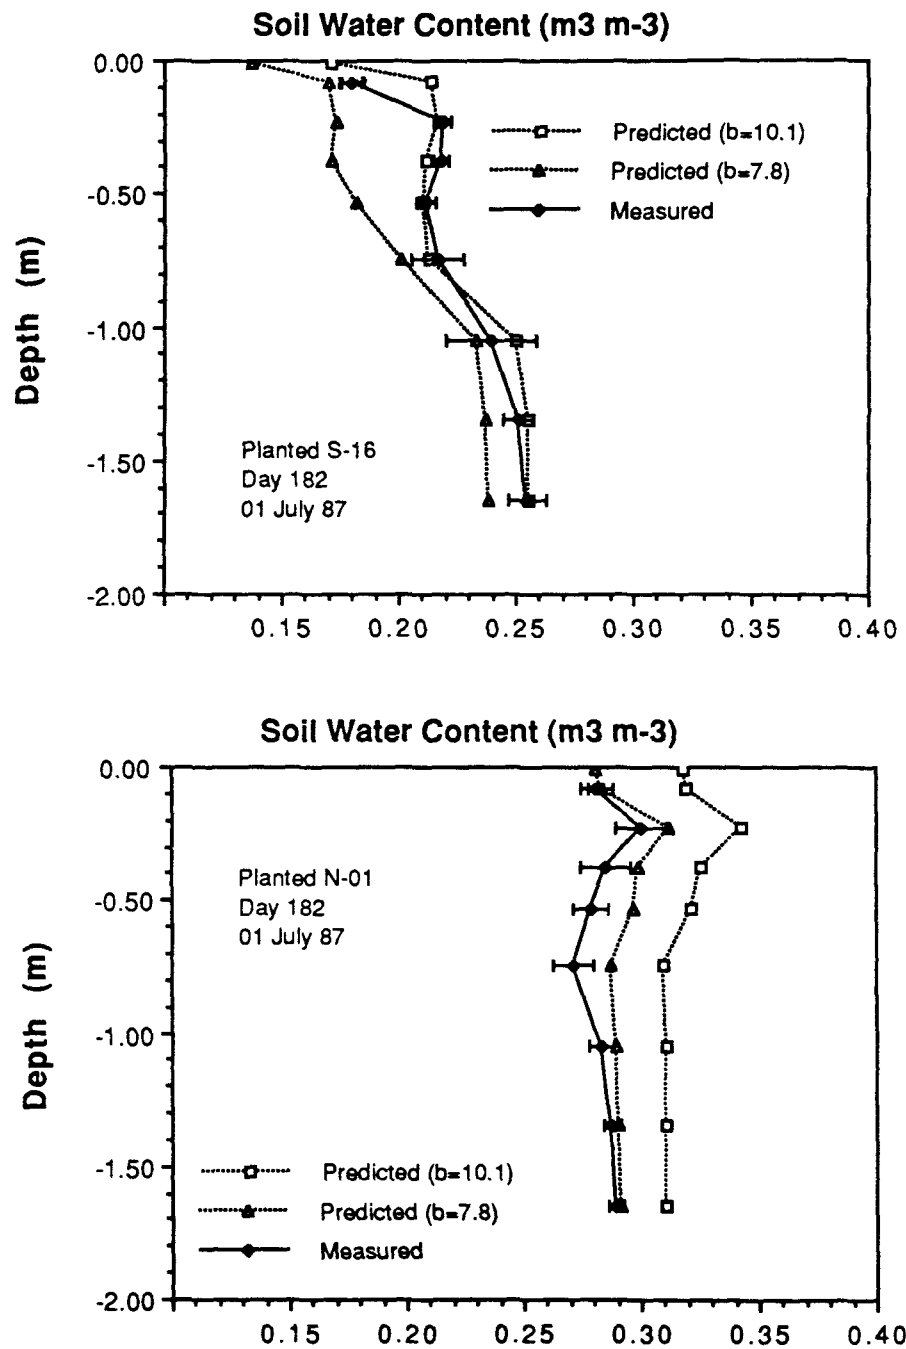 Soil Water Content (m3 m-3)
0.00
-0.50
-1.00
-1.50
-2.00
Depth (m)
Predicted (b=10.1)
Predicted (b=7.8)
Measured
Planted S-16
Day 182
01 July 87
0.15 0.20 0.25 0.30 0.35 0.40
Soil Water Content (m3 m-3)
0.00
-0.50
-1.00
-1.50
-2.00
Depth (m)
Planted N-01
Day 182
01 July 87
Predicted (b=10.1)
Predicted (b=7.8)
Measured
0.15 0.20 0.25 0.30 0.35 0.40